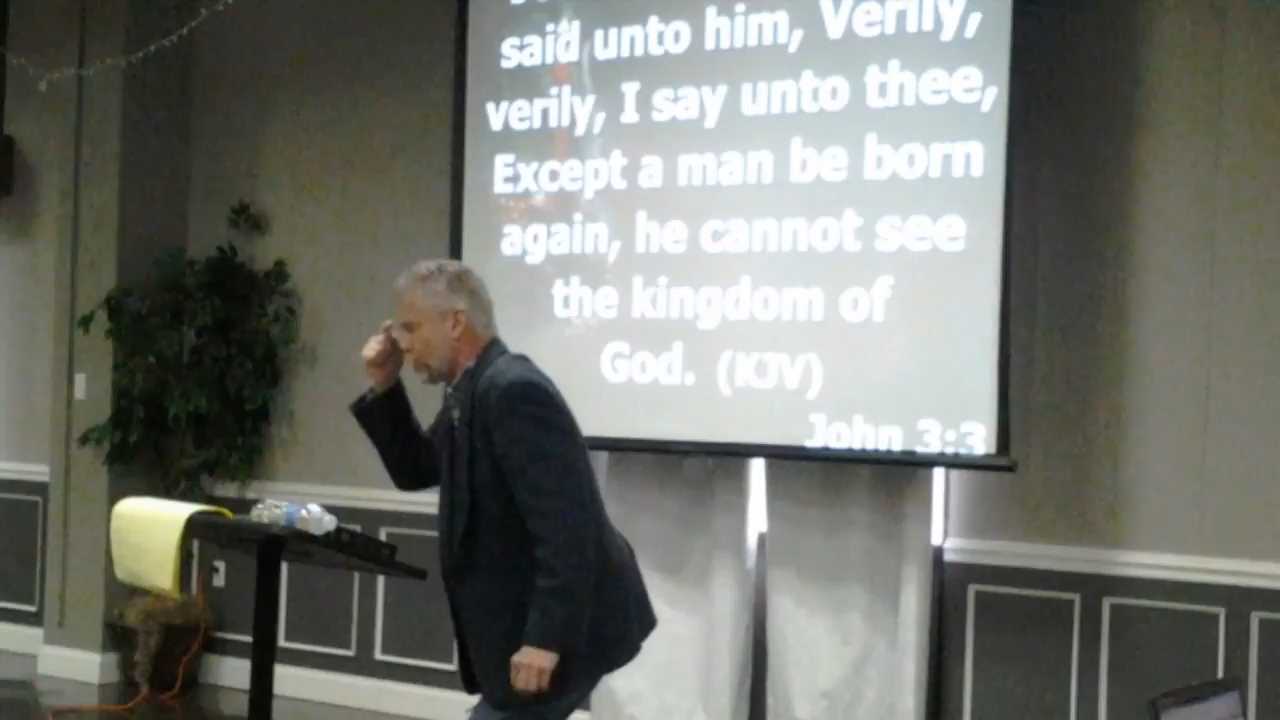 said unto him, Verily,
verily, I say unto thee,
Except a man be born
again, he cannot see
the kingdom of
God. (KJV)
John 3:3